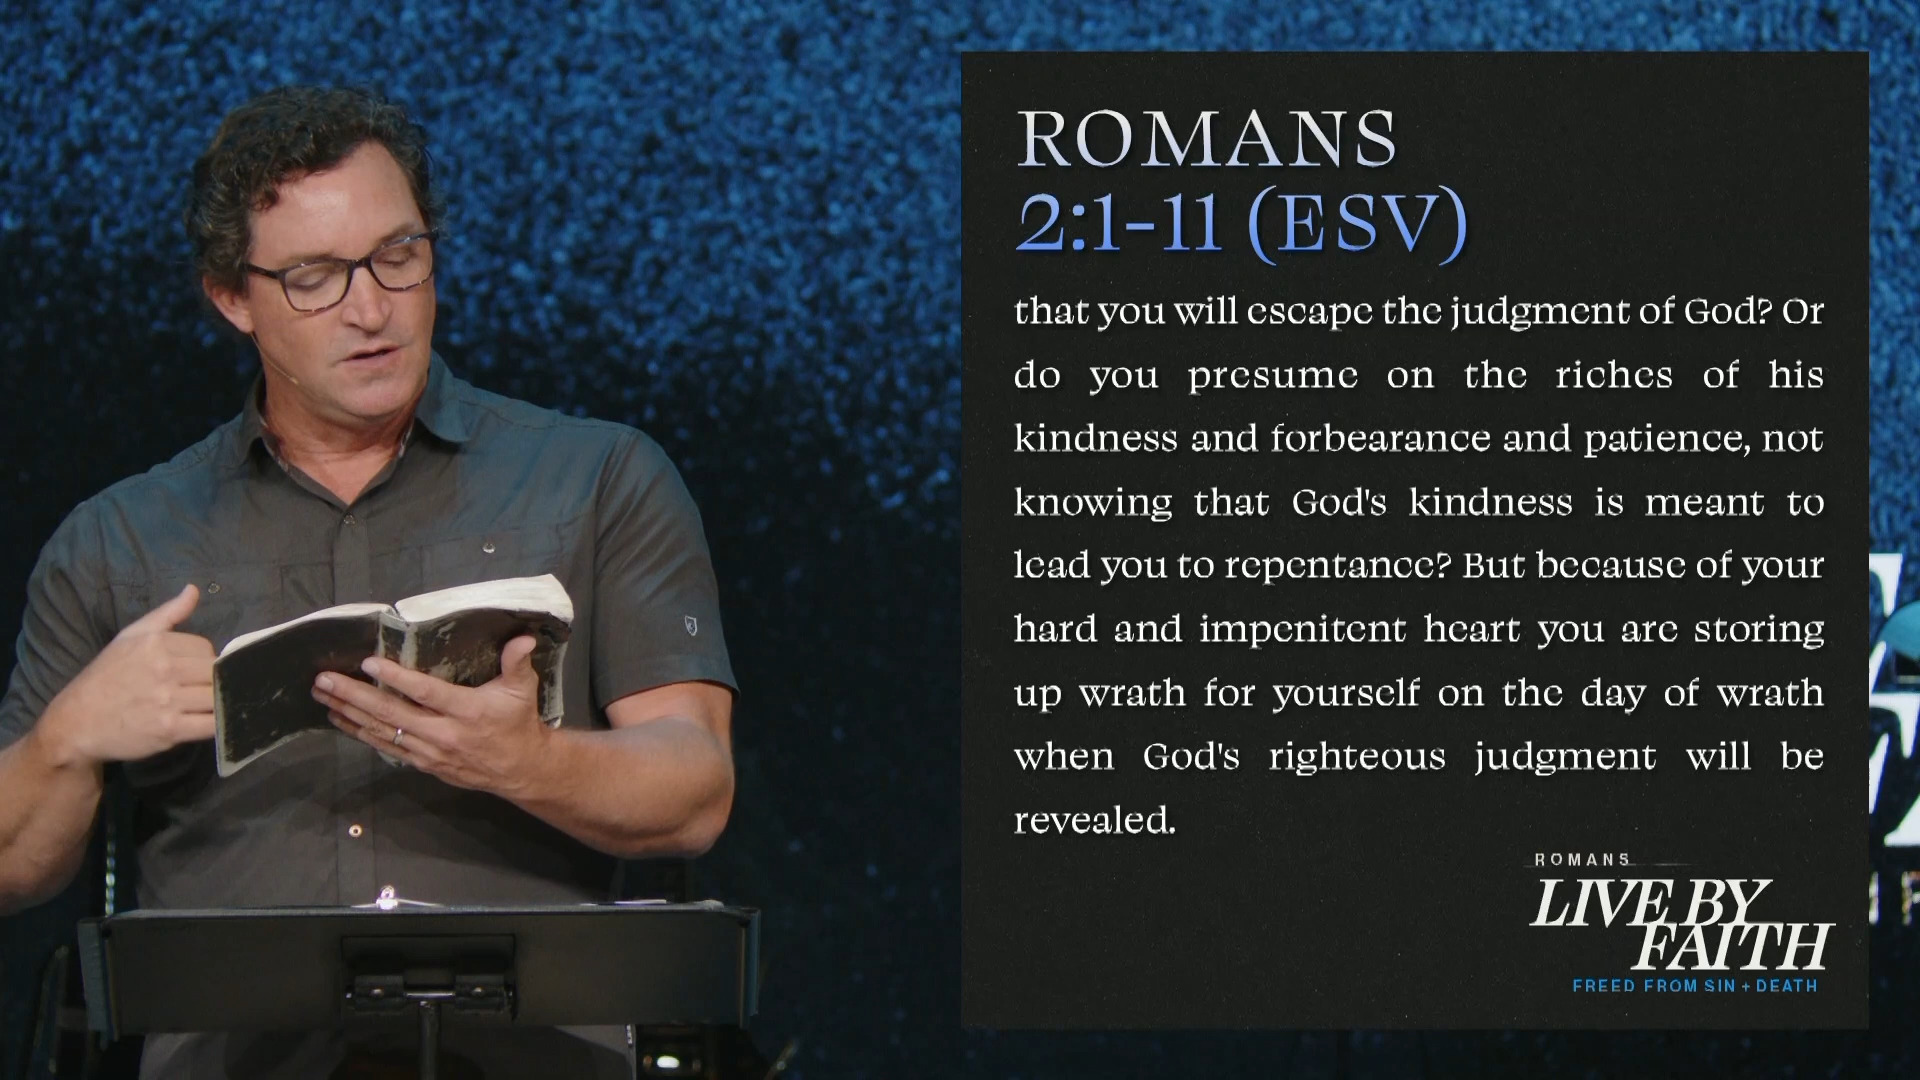 ROMANS
2:1-11 (ESV)
that you will escape the judgment of God? Or
do you presume on the riches of his
kindness and forbearance and patience, not
knowing that God's kindness is meant to
lead you to repentance? But because of your
hard and impenitent heart you are storing
up wrath for yourself on the day of wrath
when God's righteous judgment will be
revealed.
ROMANS
LIVE BY
FAITH
FREED FROM SIN + DEATH